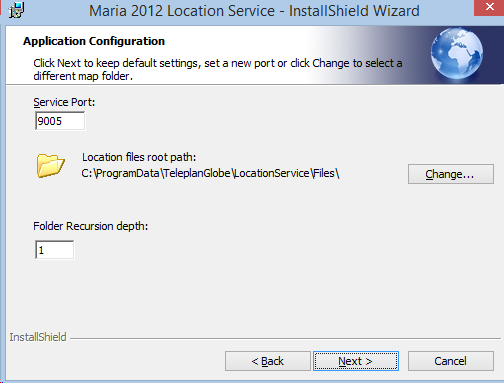 Maria 2012 Location Service - InstallShield Wizard
Application Configuration
Click Next to keep default settings, set a new port or click Change to select a
different map folder.
Service Port:
9005
Location files root path:
C:\ProgramData\TeleplanGlobe\LocationService\Files\
Change...
Folder Recursion depth:
1
InstallShield
< Back Next > Cancel